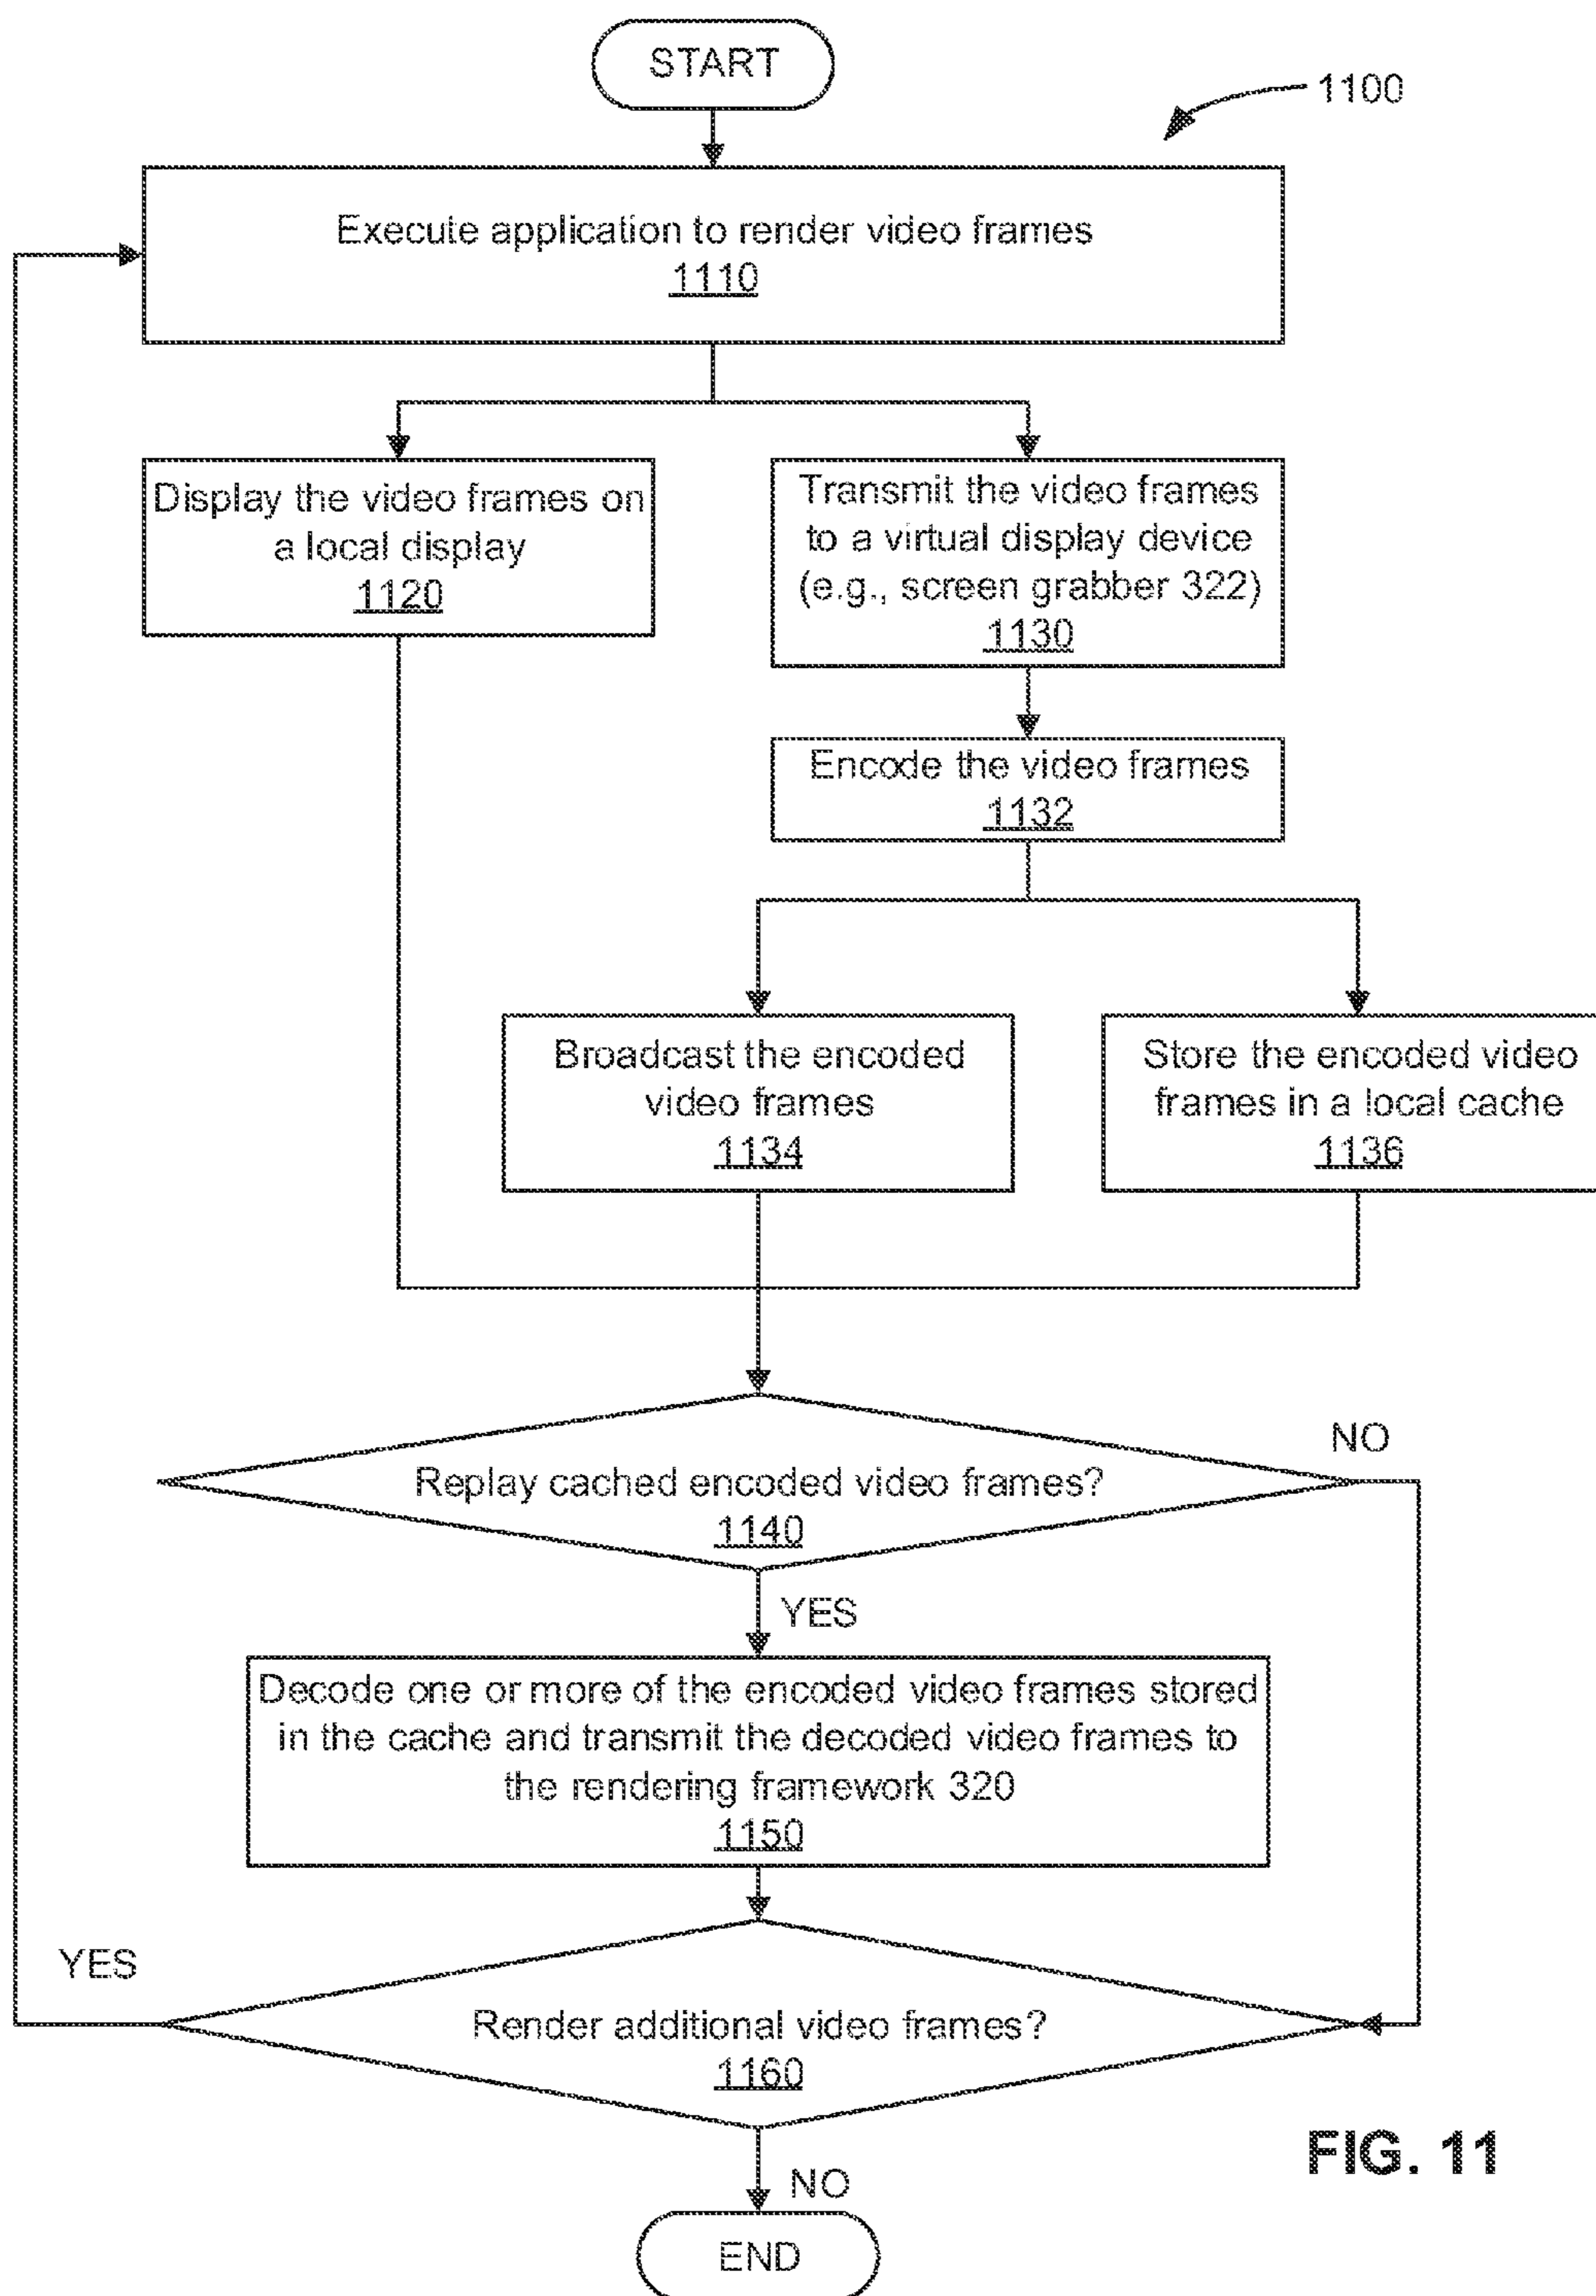 START
1100
Execute application to render video frames
1110
Display the video frames on
a local display
1120
Transmit the video frames
to a virtual display device
(e.g., screen grabber 322)
1130
Encode the video frames
1132
Broadcast the encoded
video frames
1134
Store the encoded video
frames in a local cache
1136
Replay cached encoded video frames?
1140
NO
YES
Decode one or more of the encoded video frames stored
in the cache and transmit the decoded video frames to
the rendering framework 320
1150
YES
Render additional video frames?
1160
NO
END
FIG. 11